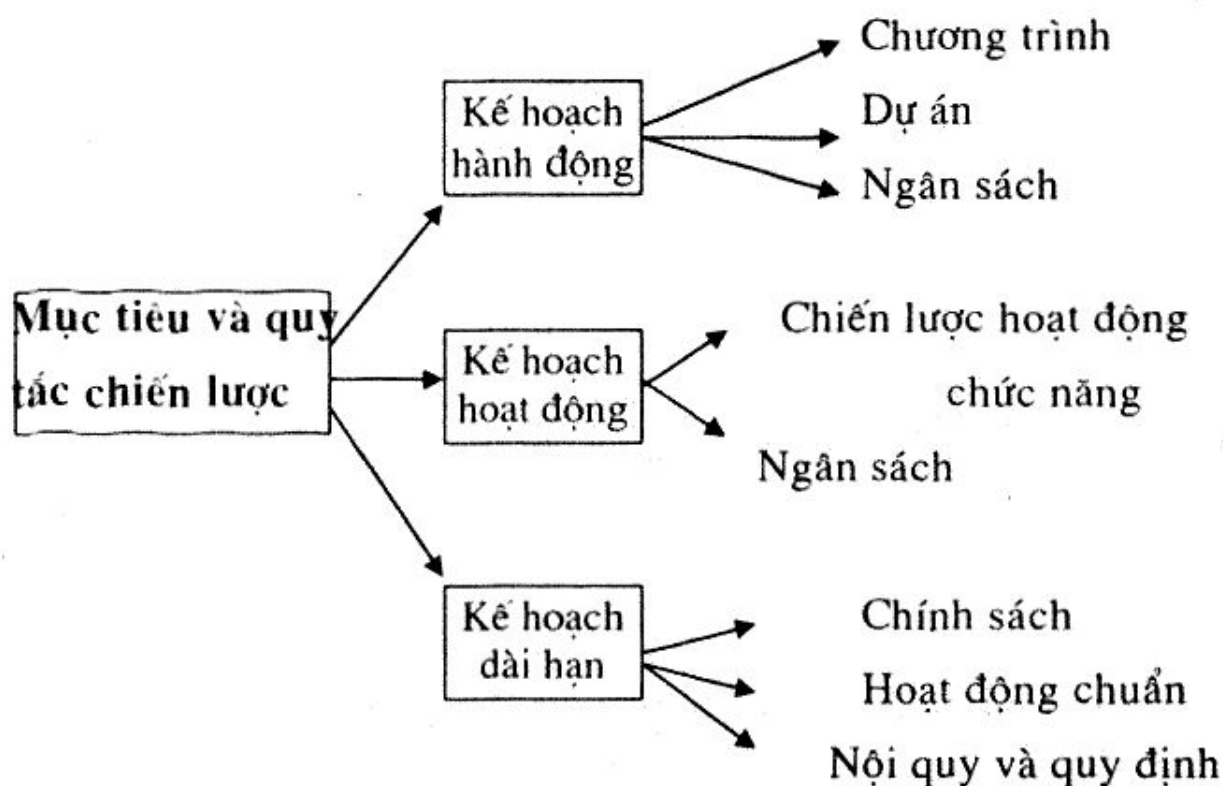 Chương trình
Kế hoạch
hành động
Dự án
Ngân sách
Mục tiêu và quy
tắc chiến lược
Kế hoạch
hoạt động
Chiến lược hoạt động
chức năng
Ngân sách
Kế hoạch
dài hạn
Chính sách
Hoạt động chuẩn
Nội quy và quy định